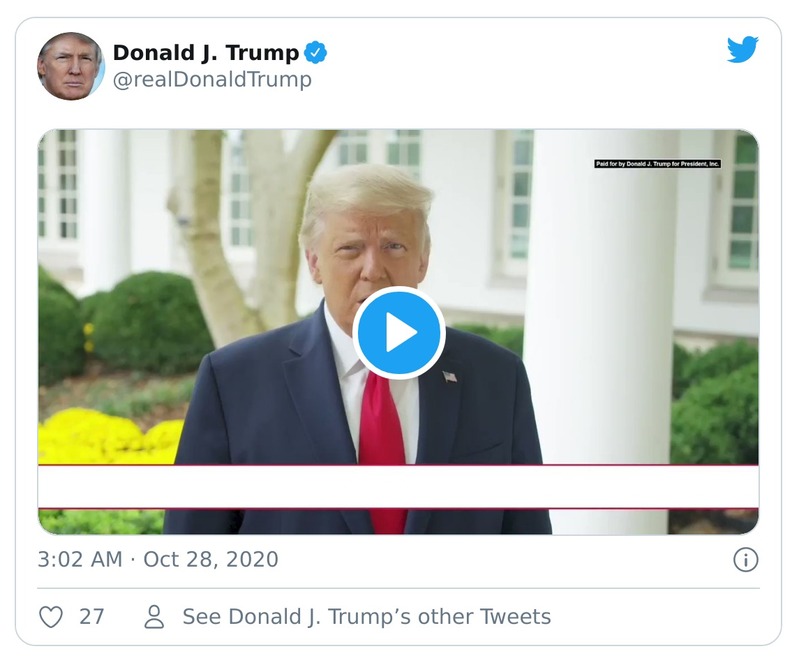 Donald J. Trump
@realDonaldTrump
Paid for by Donald J. Trump for President, Inc.
3:02 AM · Oct 28, 2020
27
See Donald J. Trump’s other Tweets